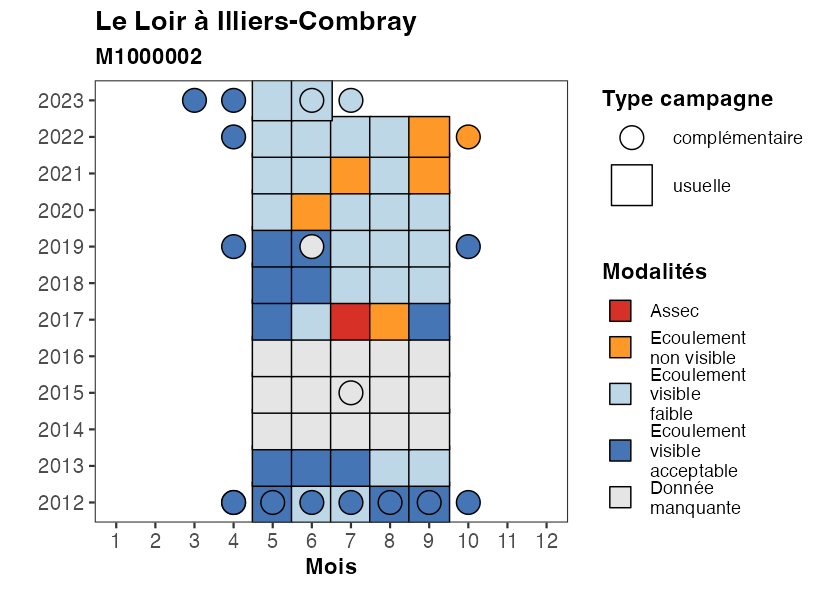 Le Loir à Illiers-Combray
M1000002
2023
2022
2021
2020
2019
2018
2017
2016
2015
2014
2013
2012
1 2 3 4 5 6 7 8 9 10 11 12
Mois
Type campagne
complémentaire
usuelle
Modalités
Assec
Ecoulement
non visible
Ecoulement
visible
faible
Ecoulement
visible
acceptable
Donnée
manquante